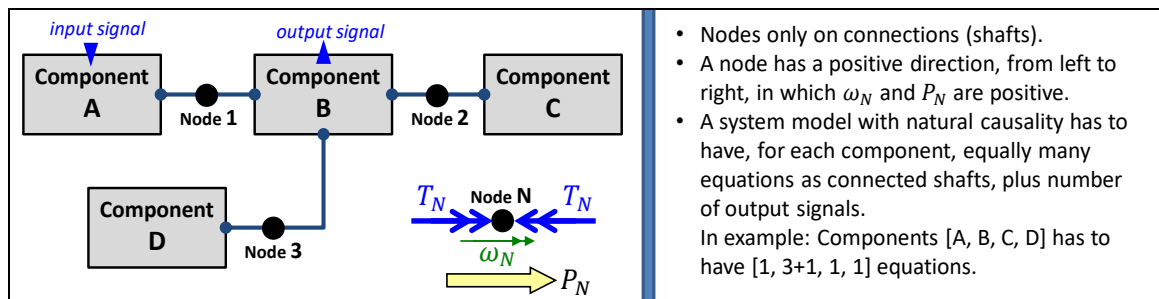 input signal
output signal
Component
A
Component
B
Component
C
Node 1
Node 2
Component
D
Node 3
T_N
Node N
T_N
ω_N
P_N
• Nodes only on connections (shafts).
• A node has a positive direction, from left to
right, in which ω_N and P_N are positive.
• A system model with natural causality has to
have, for each component, equally many
equations as connected shafts, plus number
of output signals.
In example: Components [A, B, C, D] has to
have [1, 3+1, 1, 1] equations.